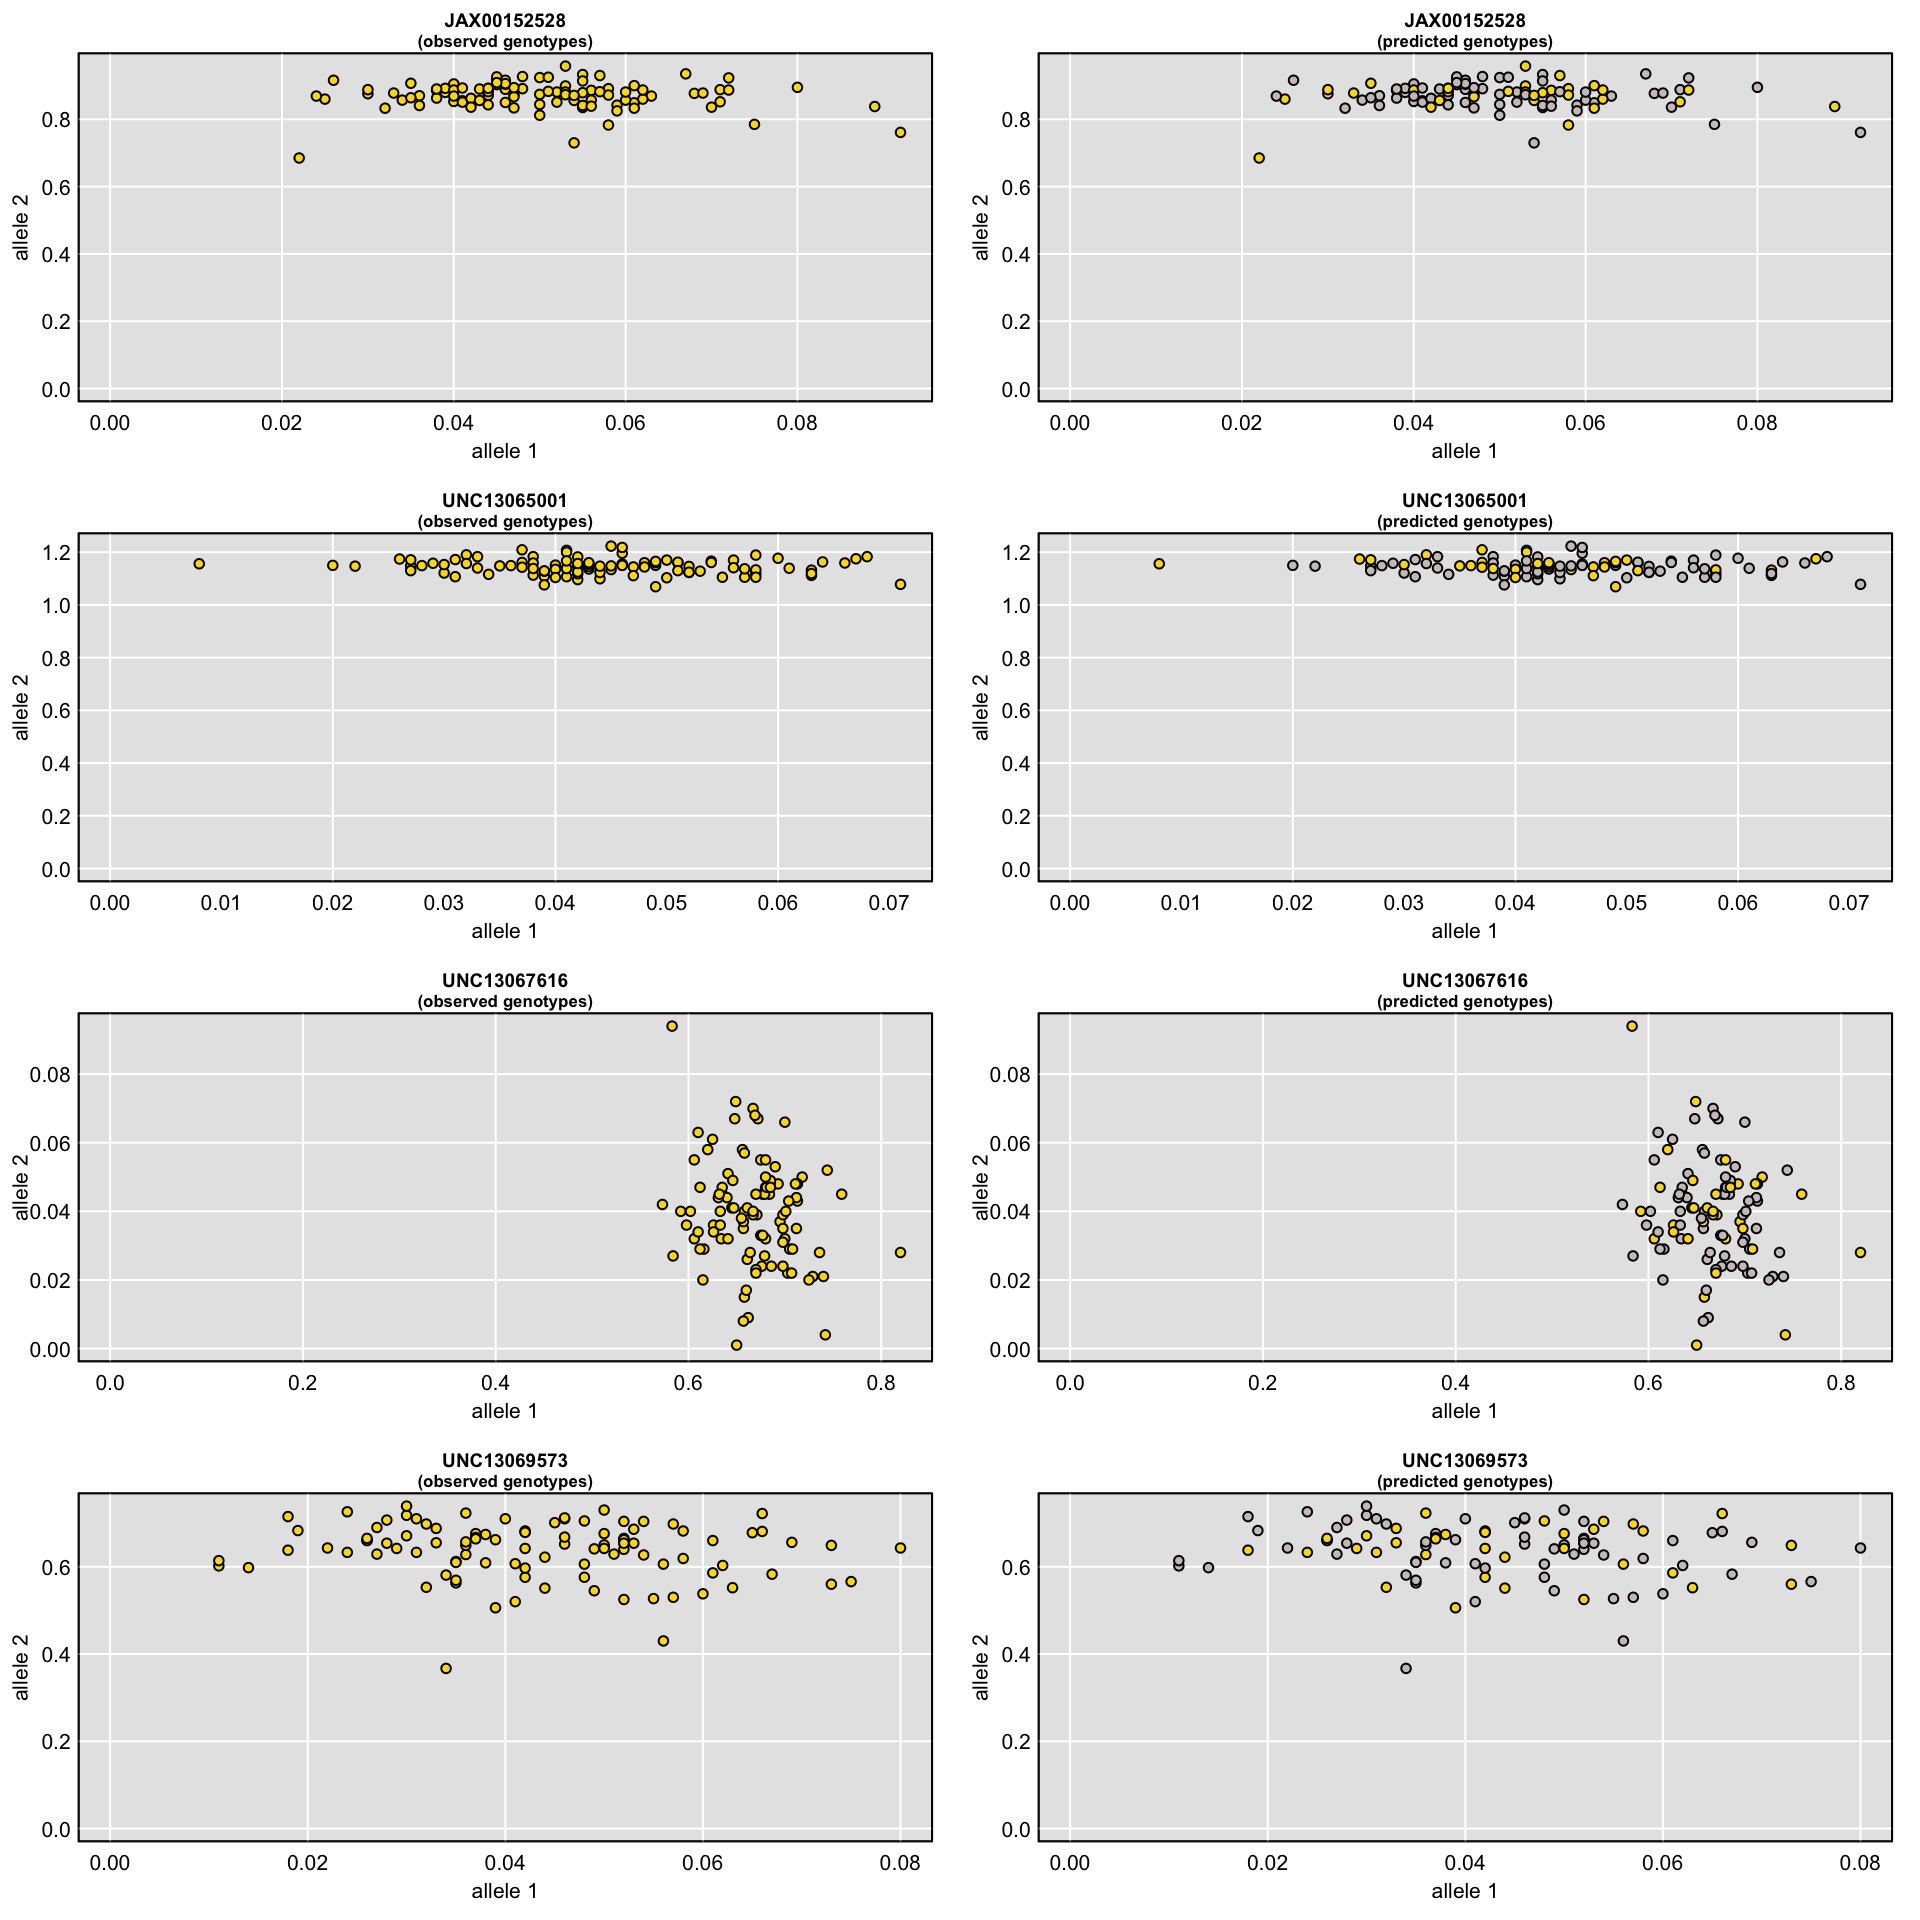 JAX00152528
(observed genotypes)
0.8
0.6
0.4
0.2
0.0
allele 2
0.00 0.02 0.04 0.06 0.08
allele 1
JAX00152528
(predicted genotypes)
0.8
0.6
0.4
0.2
0.0
allele 2
0.00 0.02 0.04 0.06 0.08
allele 1
UNC13065001
(observed genotypes)
1.2
1.0
0.8
0.6
0.4
0.2
0.0
allele 2
0.00 0.01 0.02 0.03 0.04 0.05 0.06 0.07
allele 1
UNC13065001
(predicted genotypes)
1.2
1.0
0.8
0.6
0.4
0.2
0.0
allele 2
0.00 0.01 0.02 0.03 0.04 0.05 0.06 0.07
allele 1
UNC13067616
(observed genotypes)
0.08
0.06
0.04
0.02
0.00
allele 2
0.0 0.2 0.4 0.6 0.8
allele 1
UNC13067616
(predicted genotypes)
0.08
0.06
0.04
0.02
0.00
allele 2
0.0 0.2 0.4 0.6 0.8
allele 1
UNC13069573
(observed genotypes)
0.6
0.4
0.2
0.0
allele 2
0.00 0.02 0.04 0.06 0.08
allele 1
UNC13069573
(predicted genotypes)
0.6
0.4
0.2
0.0
allele 2
0.00 0.02 0.04 0.06 0.08
allele 1